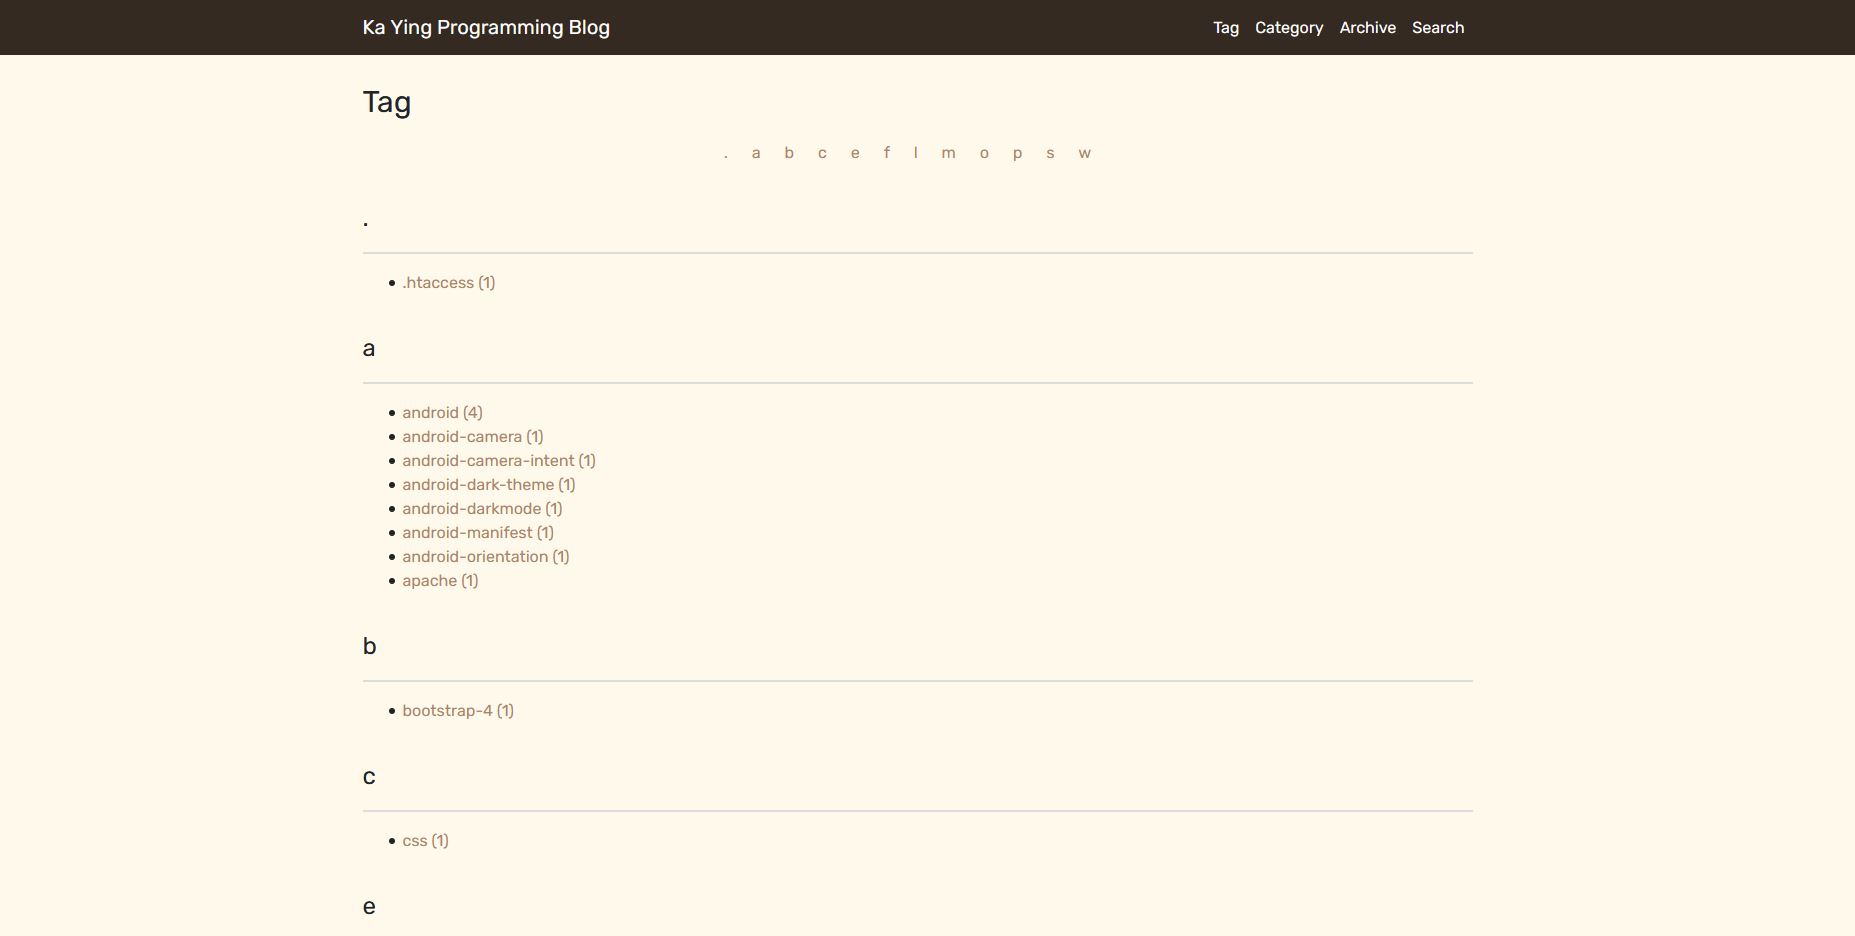 Ka Ying Programming Blog
Tag Category Archive Search
Tag
. a b c e f l m o p s w
.
.htaccess (1)
a
android (4)
android-camera (1)
android-camera-intent (1)
android-dark-theme (1)
android-darkmode (1)
android-manifest (1)
android-orientation (1)
apache (1)
b
bootstrap-4 (1)
c
css (1)
e